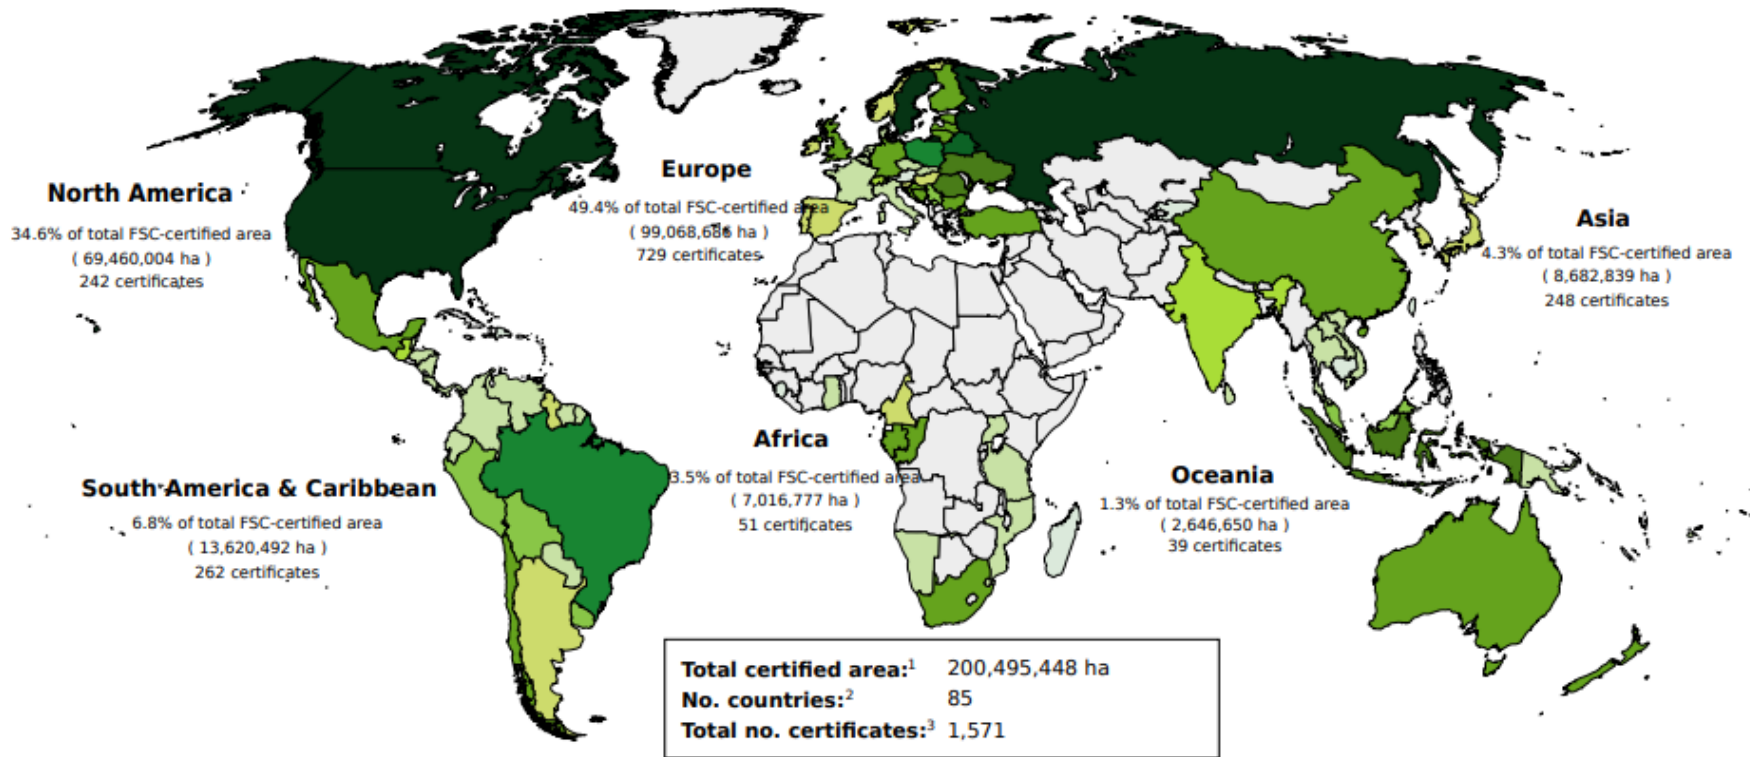 North America
34.6% of total FSC-certified area
( 69,460,004 ha )
242 certificates
Europe
49.4% of total FSC-certified area
( 99,068,686 ha )
729 certificates
Asia
4.3% of total FSC-certified area
( 8,682,839 ha )
248 certificates
South America & Caribbean
6.8% of total FSC-certified area
( 13,620,492 ha )
262 certificates
Africa
3.5% of total FSC-certified area
( 7,016,777 ha )
51 certificates
Oceania
1.3% of total FSC-certified area
( 2,646,650 ha )
39 certificates
Total certified area:¹ 200,495,448 ha
No. countries:² 85
Total no. certificates:³ 1,571